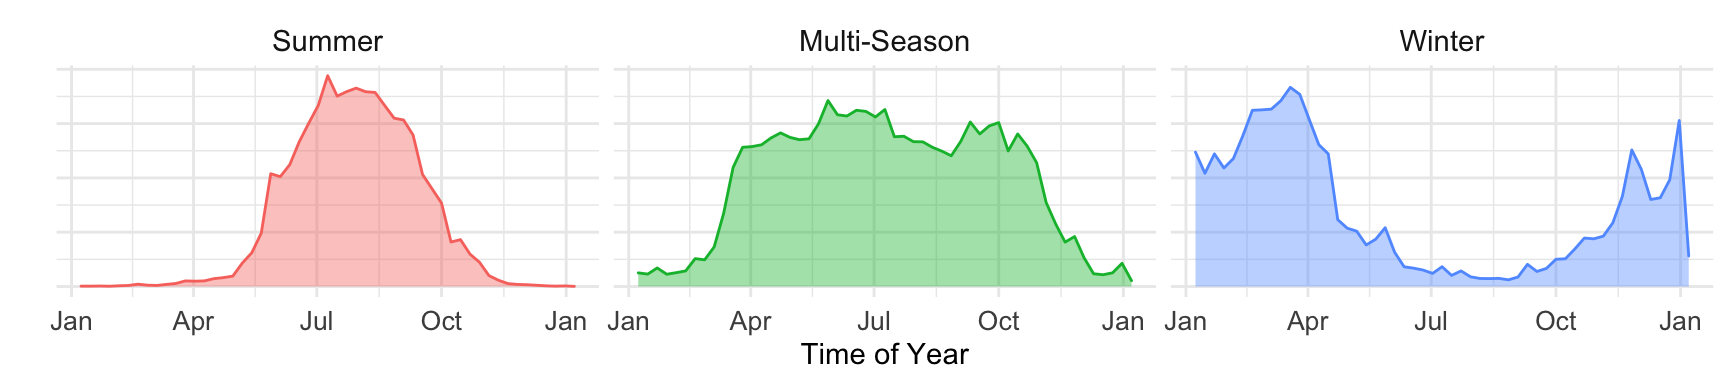 Summer Multi-Season Winter
Jan Apr Jul Oct Jan Jan Apr Jul Oct Jan Jan Apr Jul Oct Jan
Time of Year